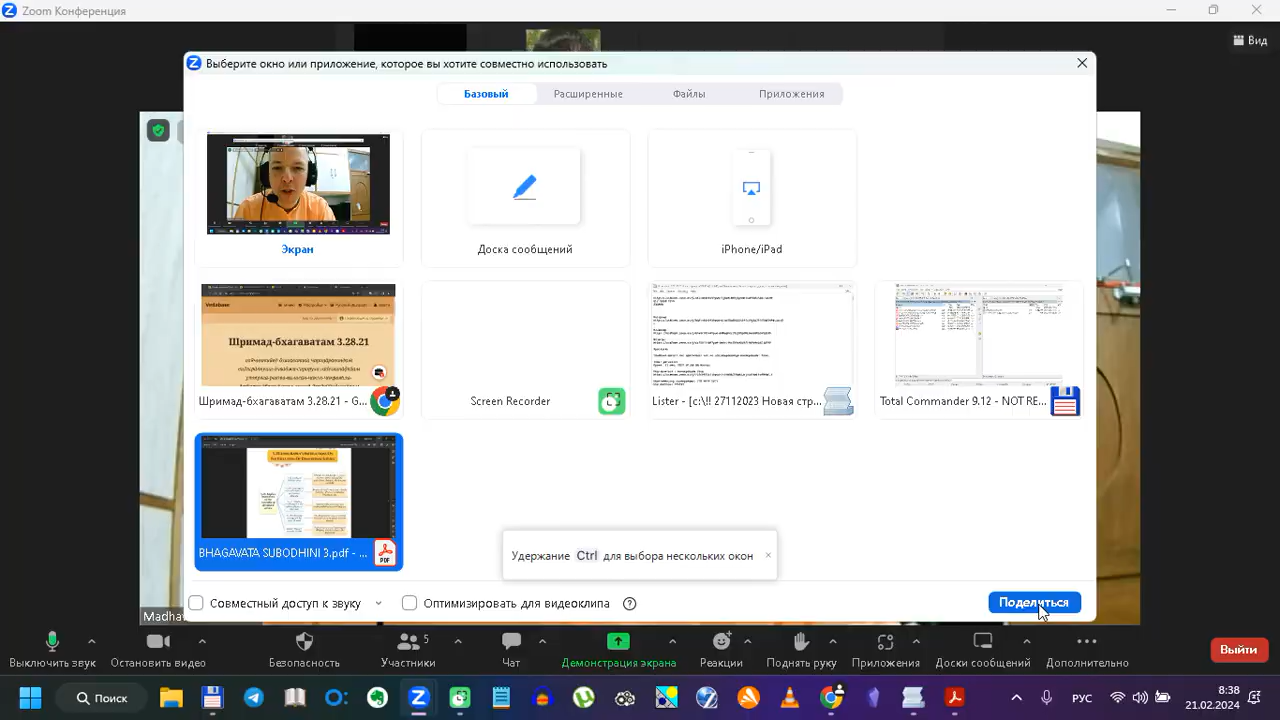 Zoom Конференция
Вид
Выберите окно или приложение, которое вы хотите совместно использовать
Базовый
Расширенные
Файлы
Приложения
Экран
Доска сообщений
iPhone/iPad
Шримад-бхагаватам 3.28.21
Шримад-бхагаватам 3.28.21 - G...
Screen Recorder
Lister - [c:\!! 27112023 Новая стр...
Total Commander 9.12 - NOT RE...
BHAGAVATA SUBODHINI 3.pdf - ...
PDF
Удержание Ctrl для выбора нескольких окон
Совместный доступ к звуку
Оптимизировать для видеоклипа
Поделиться
Madhav
5
Выключить звук
Остановить видео
Безопасность
Участники
Чат
Демонстрация экрана
Реакции
Поднять руку
Приложения
Доски сообщений
Дополнительно
Выйти
Поиск
РУС
8:38
21.02.2024